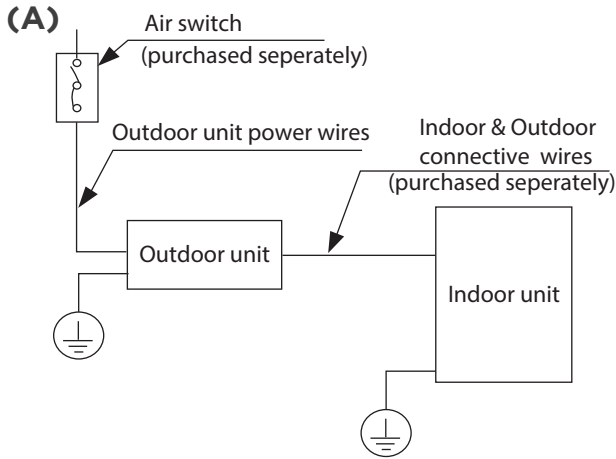 (A)
Air switch
(purchased seperately)
Outdoor unit power wires
Indoor & Outdoor
connective wires
(purchased seperately)
Outdoor unit
Indoor unit